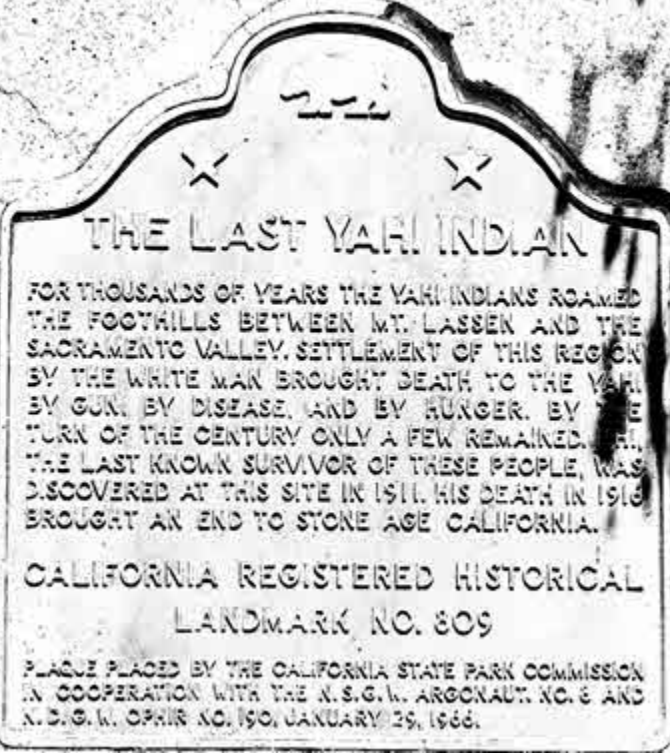 THE LAST YAHI INDIAN
FOR THOUSANDS OF YEARS THE YAHI INDIANS ROAMED
THE FOOTHILLS BETWEEN MT. LASSEN AND THE
SACRAMENTO VALLEY. SETTLEMENT OF THIS REGION
BY THE WHITE MAN BROUGHT DEATH TO THE YAHI
BY GUN, BY DISEASE, AND BY HUNGER. BY THE
TURN OF THE CENTURY ONLY A FEW REMAINED.
THE LAST KNOWN SURVIVOR OF THESE PEOPLE, WAS
DISCOVERED AT THIS SITE IN 1911. HIS DEATH IN 1916
BROUGHT AN END TO STONE AGE CALIFORNIA.
CALIFORNIA REGISTERED HISTORICAL
LANDMARK NO. 809
PLAQUE PLACED BY THE CALIFORNIA STATE PARK COMMISSION
IN COOPERATION WITH THE N.S.G.W. ARGONAUT, NO. 8 AND
N.D.G.W. OPHIR NO. 190, JANUARY 29, 1966.